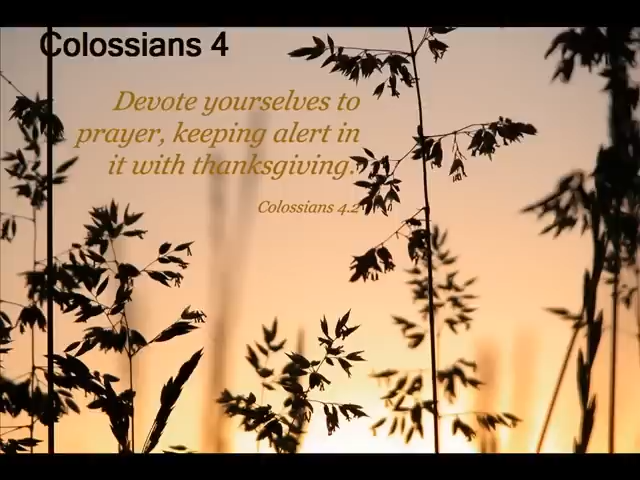 Colossians 4
Devote yourselves to
prayer, keeping alert in
it with thanksgiving.
Colossians 4.2